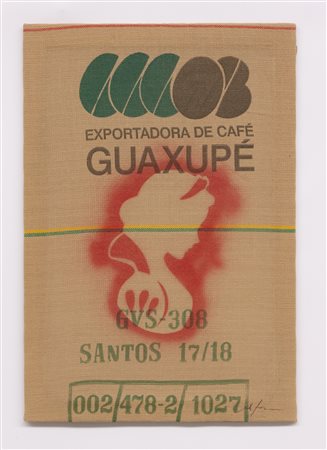 EXPORTADORA DE CAFÉ
GUAXUPÉ
GVS-308
SANTOS 17/18
002/478-2/1027